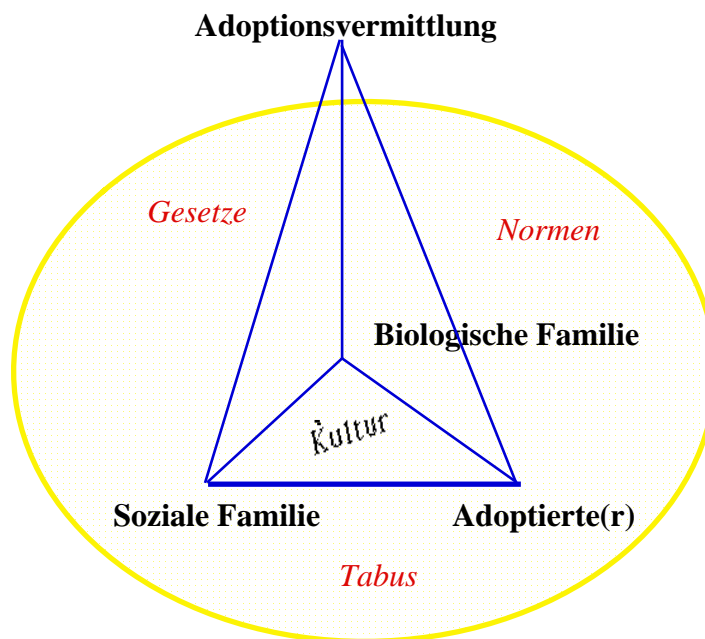 Adoptionsvermittlung
Gesetze
Normen
Biologische Familie
Kultur
Soziale Familie
Adoptierte(r)
Tabus